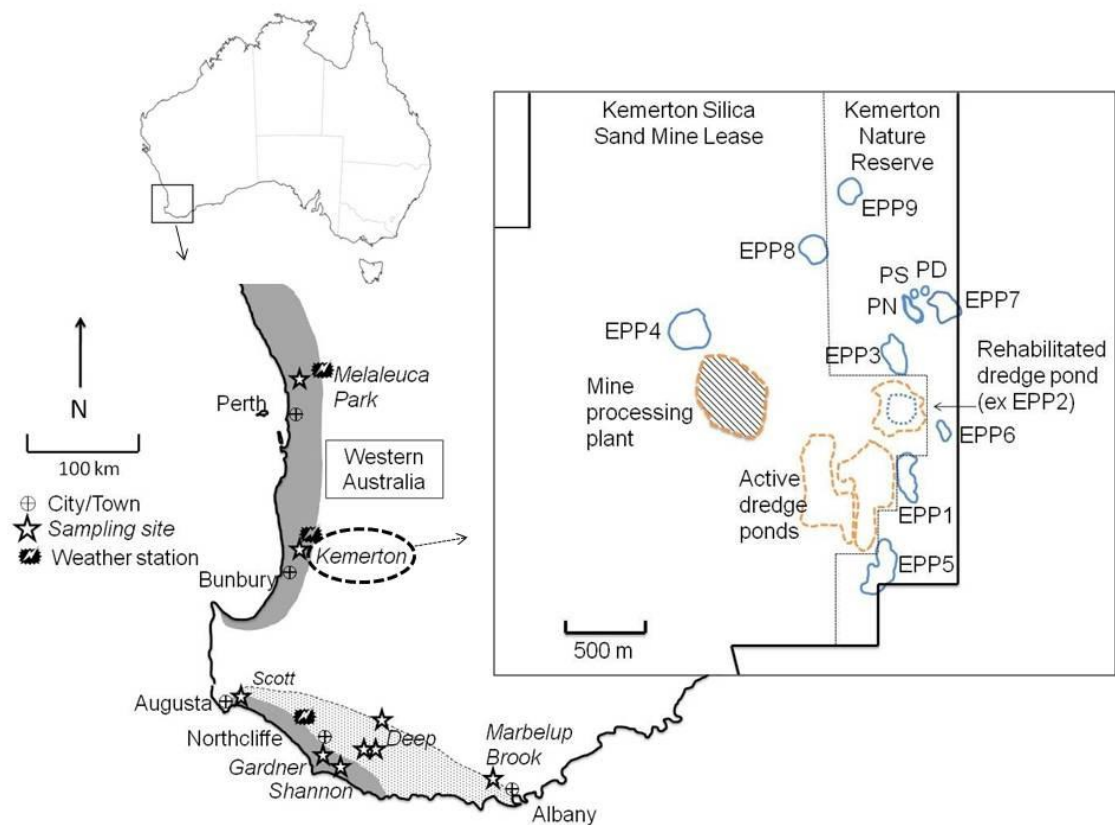 Kemerton Silica
Sand Mine Lease
Kemerton
Nature
Reserve
EPP9
EPP8
PS PD
PN
EPP7
EPP4
EPP3
Rehabilitated
dredge pond
(ex EPP2)
Mine
processing
plant
EPP6
Active
dredge
ponds
EPP1
EPP5
500 m
N
100 km
City/Town
Sampling site
Weather station
Melaleuca
Park
Perth
Western
Australia
Kemerton
Bunbury
Scott
Augusta
Northcliffe
Deep
Marbelup
Brook
Gardner
Shannon
Albany